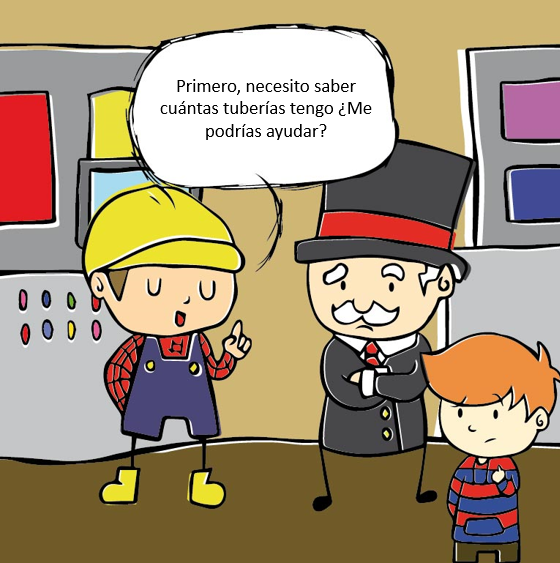 Primero, necesito saber
cuántas tuberías tengo ¿Me
podrías ayudar?